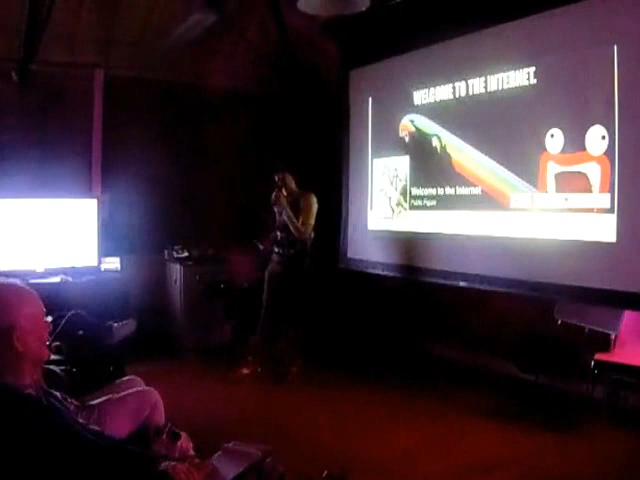 WELCOME TO THE INTERNET.
Welcome to the Internet
Public Figure